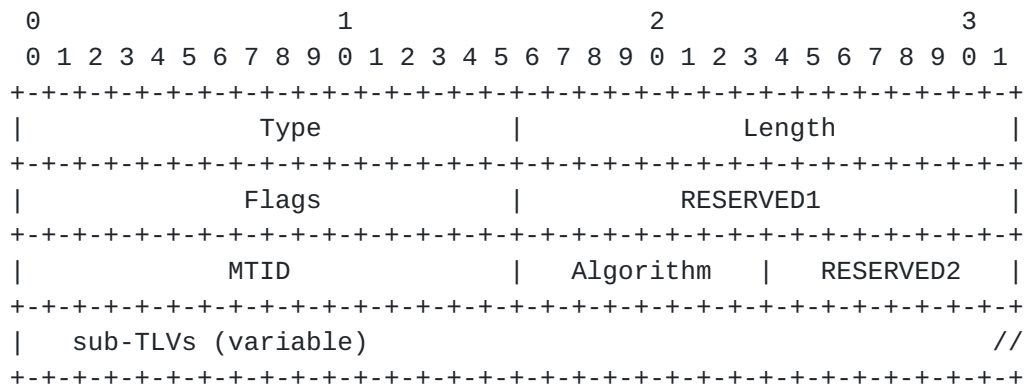 0                   1                   2                   3
 0 1 2 3 4 5 6 7 8 9 0 1 2 3 4 5 6 7 8 9 0 1 2 3 4 5 6 7 8 9 0 1
+-+-+-+-+-+-+-+-+-+-+-+-+-+-+-+-+-+-+-+-+-+-+-+-+-+-+-+-+-+-+-+-+
|               Type            |              Length           |
+-+-+-+-+-+-+-+-+-+-+-+-+-+-+-+-+-+-+-+-+-+-+-+-+-+-+-+-+-+-+-+-+
|              Flags            |          RESERVED1            |
+-+-+-+-+-+-+-+-+-+-+-+-+-+-+-+-+-+-+-+-+-+-+-+-+-+-+-+-+-+-+-+-+
|             MTID              |   Algorithm   |   RESERVED2   |
+-+-+-+-+-+-+-+-+-+-+-+-+-+-+-+-+-+-+-+-+-+-+-+-+-+-+-+-+-+-+-+-+
|   sub-TLVs (variable)                                        //
+-+-+-+-+-+-+-+-+-+-+-+-+-+-+-+-+-+-+-+-+-+-+-+-+-+-+-+-+-+-+-+-+